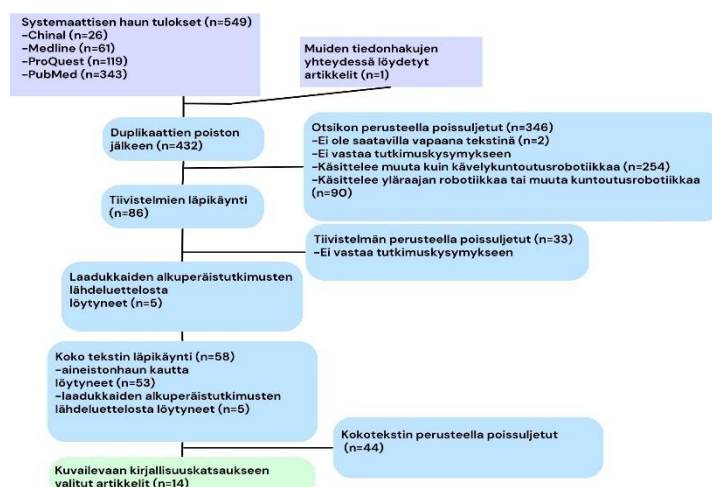 Systemaattisen haun tulokset (n=549)
-Chinal (n=26)
-Medline (n=61)
-ProQuest (n=119)
-PubMed (n=343)
Muiden tiedonhakujen
yhteydessä löydetyt
artikkelit (n=1)
Duplikaattien poiston
jälkeen (n=432)
Otsikon perusteella poissuljetut (n=346)
-Ei ole saatavilla vapaana tekstinä (n=2)
-Ei vastaa tutkimuskysymykseen
-Käsittelee muuta kuin kävelykuntoutusrobotiikkaa (n=254)
-Käsittelee yläraajan robotiikkaa tai muuta kuntoutusrobotiikkaa
(n=90)
Tiivistelmien läpikäynti
(n=86)
Tiivistelmän perusteella poissuljetut (n=33)
-Ei vastaa tutkimuskysymykseen
Laadukkaiden alkuperäistutkimusten
lähdeluettelosta
löytyneet (n=5)
Koko tekstin läpikäynti (n=58)
-aineistonhaun kautta
löytyneet (n=53)
-laadukkaiden alkuperäistutkimusten
lähdeluettelosta löytyneet (n=5)
Kokotekstin perusteella poissuljetut
(n=44)
Kuvailevaan kirjallisuuskatsaukseen
valitut artikkelit (n=14)